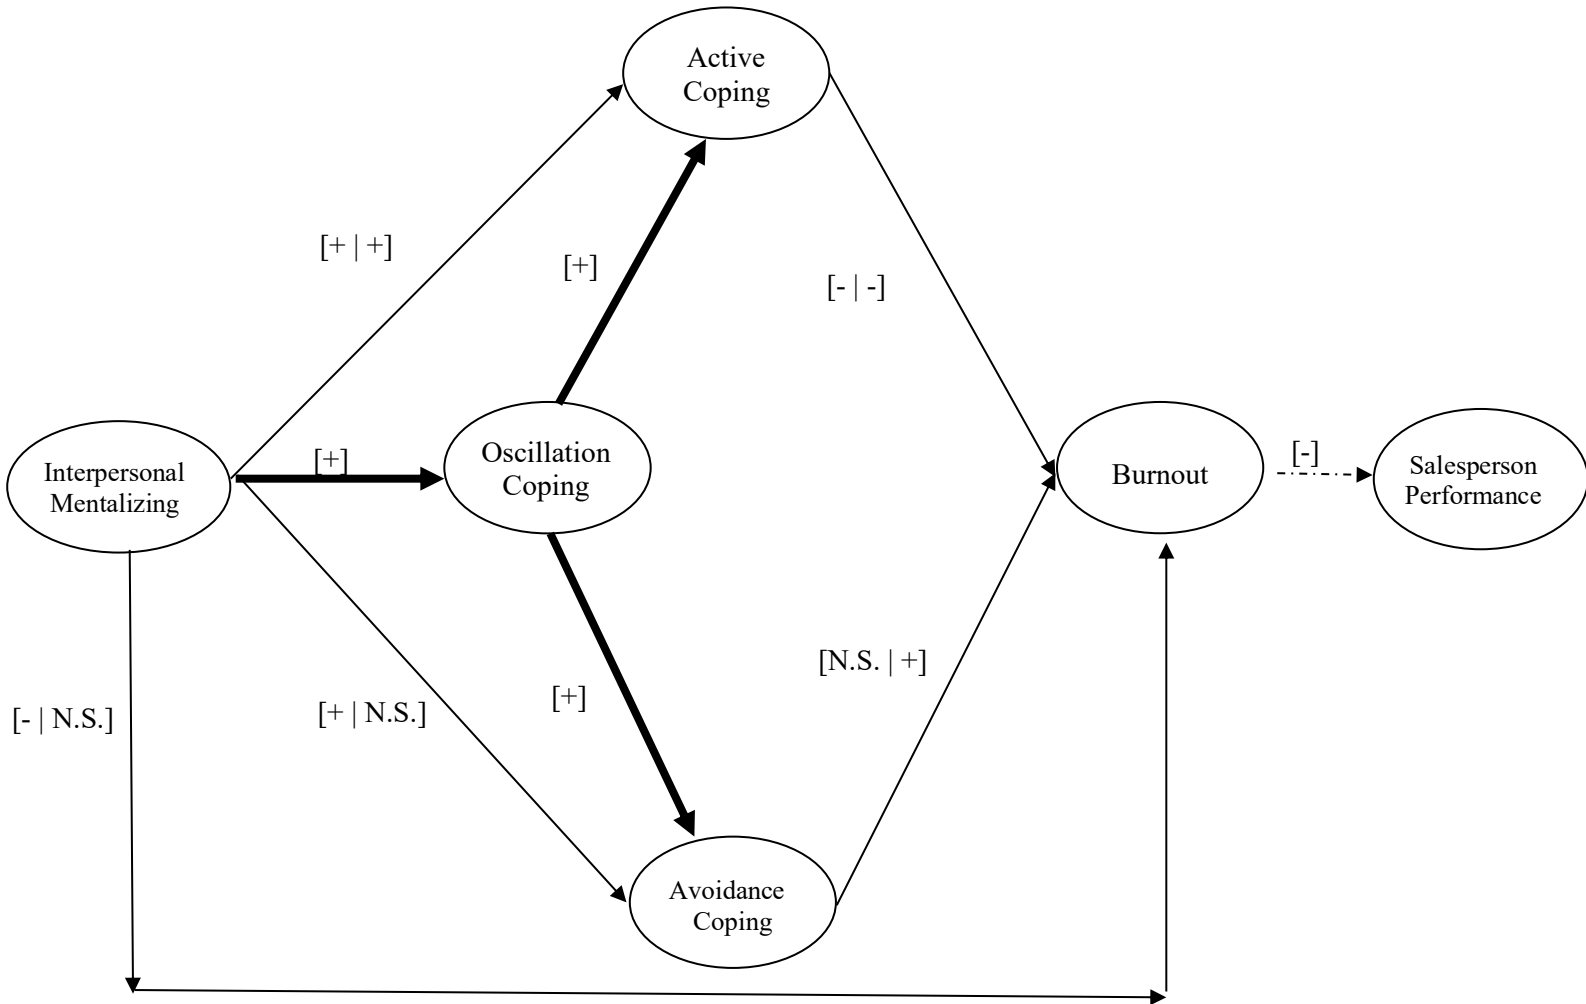 Active
Coping
[+ | +]
[+]
[- | -]
Interpersonal
Mentalizing
[+]
Oscillation
Coping
Burnout
[-]
Salesperson
Performance
[- | N.S.]
[+ | N.S.]
[+]
[N.S. | +]
Avoidance
Coping